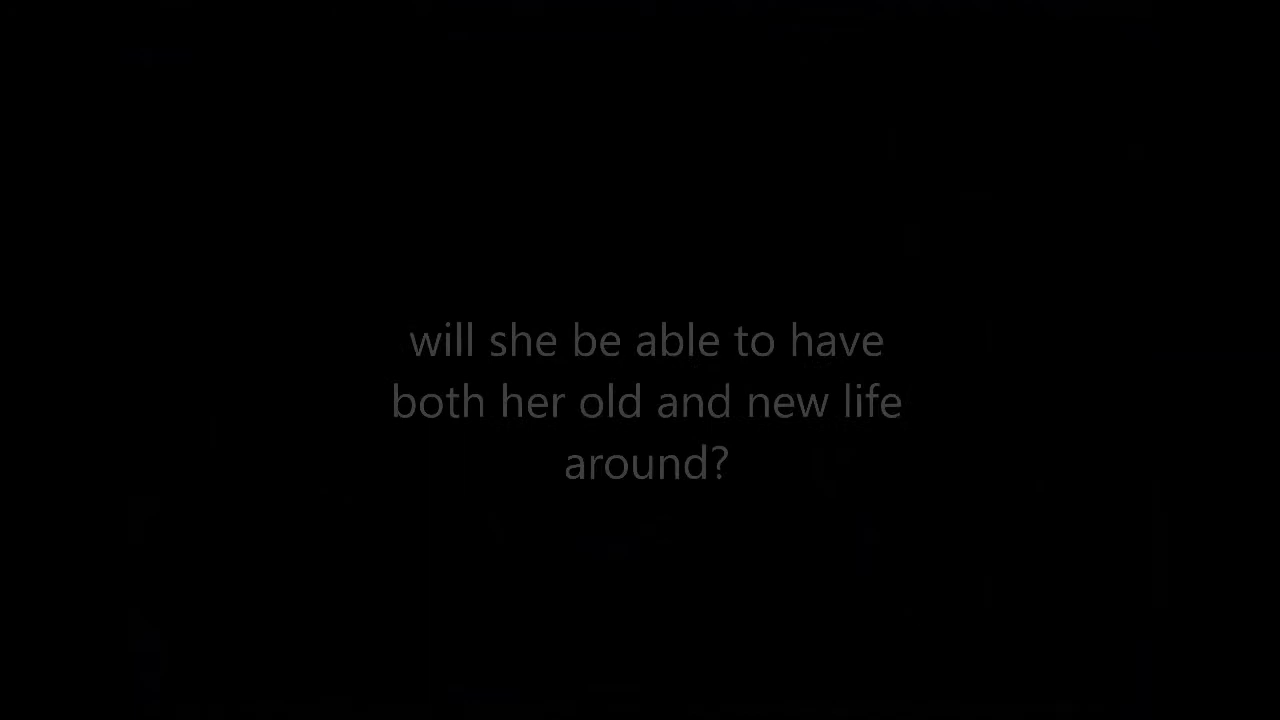 will she be able to have
both her old and new life
around?